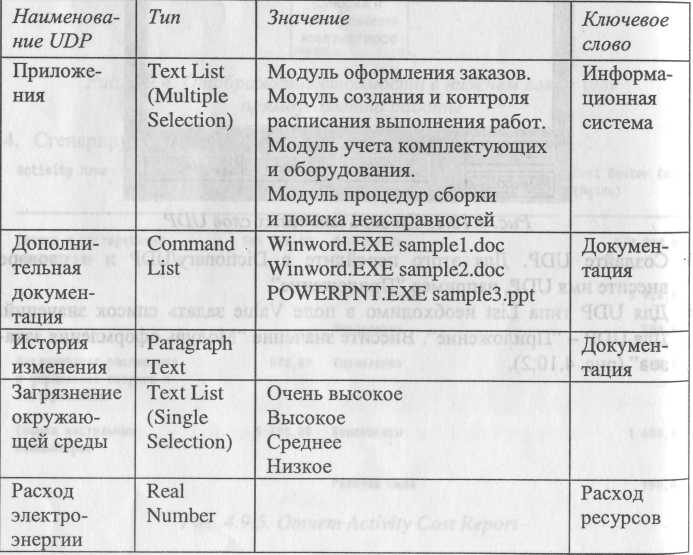 Наименова- Тип Значение Ключевое
ние UDP слово
Приложе- Text List Модуль оформления заказов. Информа-
ния (Multiple Модуль создания и контроля ционная
Selection) расписания выполнения работ. система
Модуль учета комплектующих
и оборудования.
Модуль процедур сборки
и поиска неисправностей
Дополни- Command Winword.EXE sample1.doc Докумен-
тельная List Winword.EXE sample2.doc тация
докумен- POWERPNT.EXE sample3.ppt
тация
История Paragraph Докумен-
изменения Text тация
Загрязнение Text List Очень высокое
окружаю- (Single Высокое
щей среды Selection) Среднее
Низкое
Расход Real Расход
электро- Number ресурсов
энергии